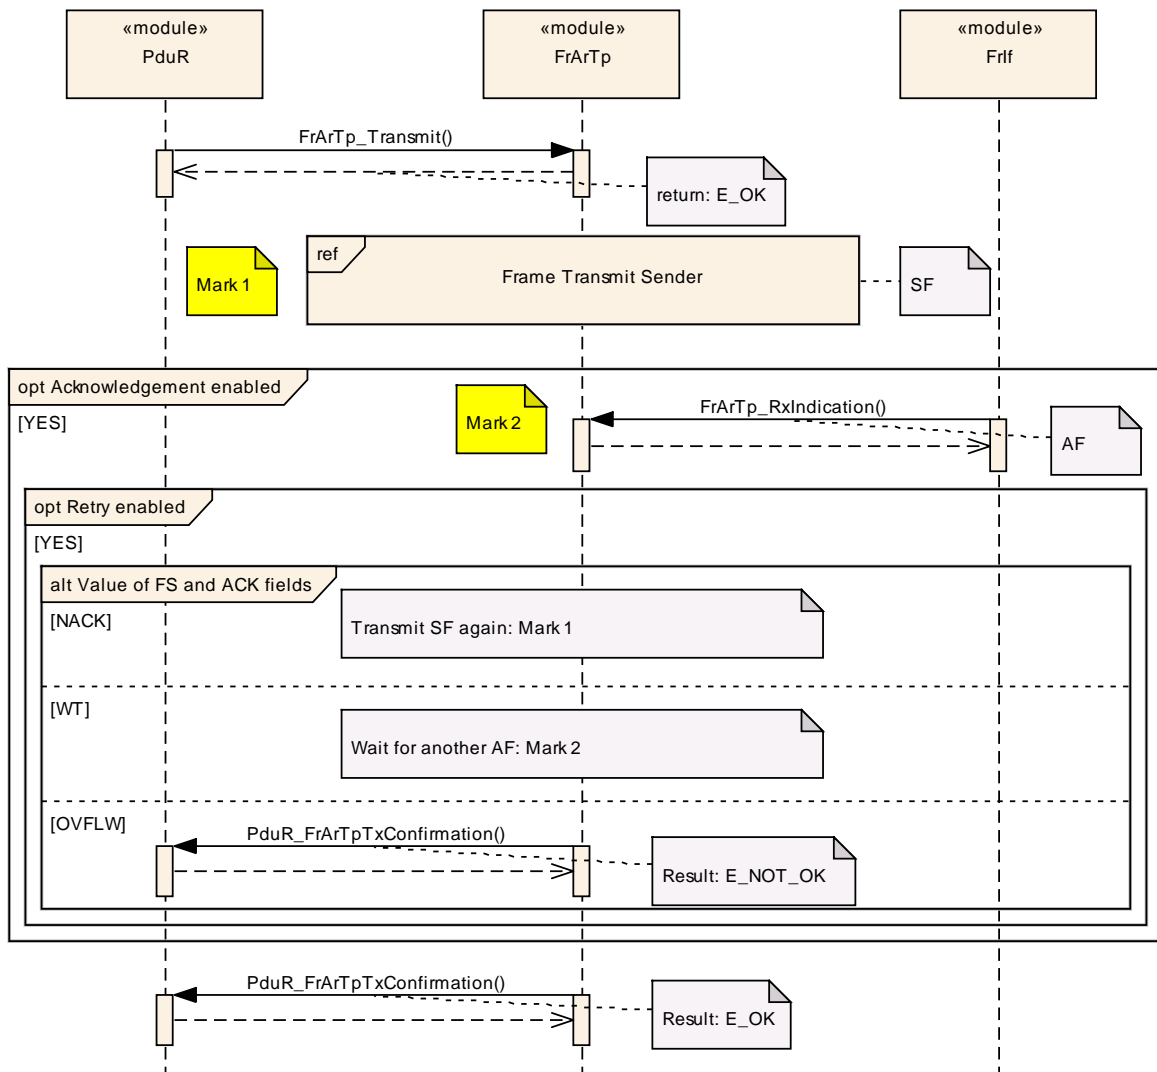 «module»
PduR
«module»
FrArTp
«module»
FrIf
FrArTp_Transmit()
return: E_OK
ref
Frame Transmit Sender
Mark 1
SF
opt Acknowledgement enabled
[YES]
Mark 2
FrArTp_RxIndication()
AF
opt Retry enabled
[YES]
alt Value of FS and ACK fields
[NACK]
Transmit SF again: Mark 1
[WT]
Wait for another AF: Mark 2
[OVFLW]
PduR_FrArTpTxConfirmation()
Result: E_NOT_OK
PduR_FrArTpTxConfirmation()
Result: E_OK